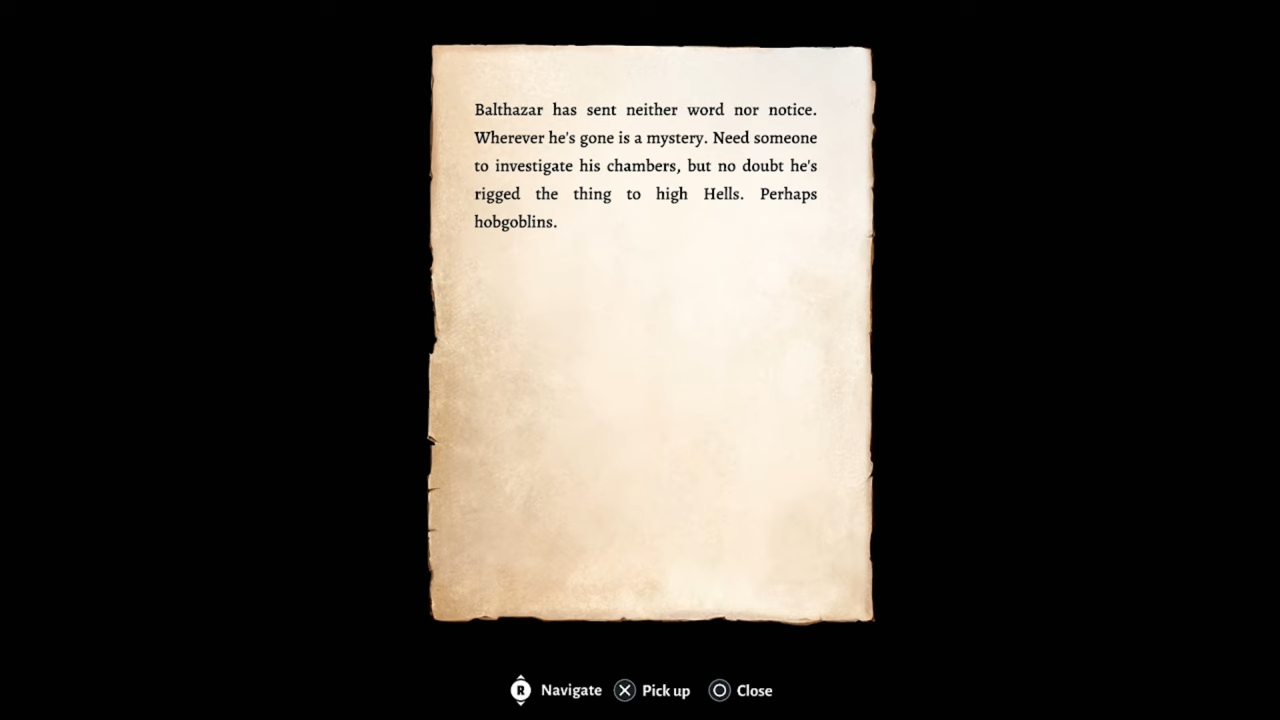 Balthazar has sent neither word nor notice.
Wherever he's gone is a mystery. Need someone
to investigate his chambers, but no doubt he's
rigged the thing to high Hells. Perhaps
hobgoblins.
R Navigate Pick up Close